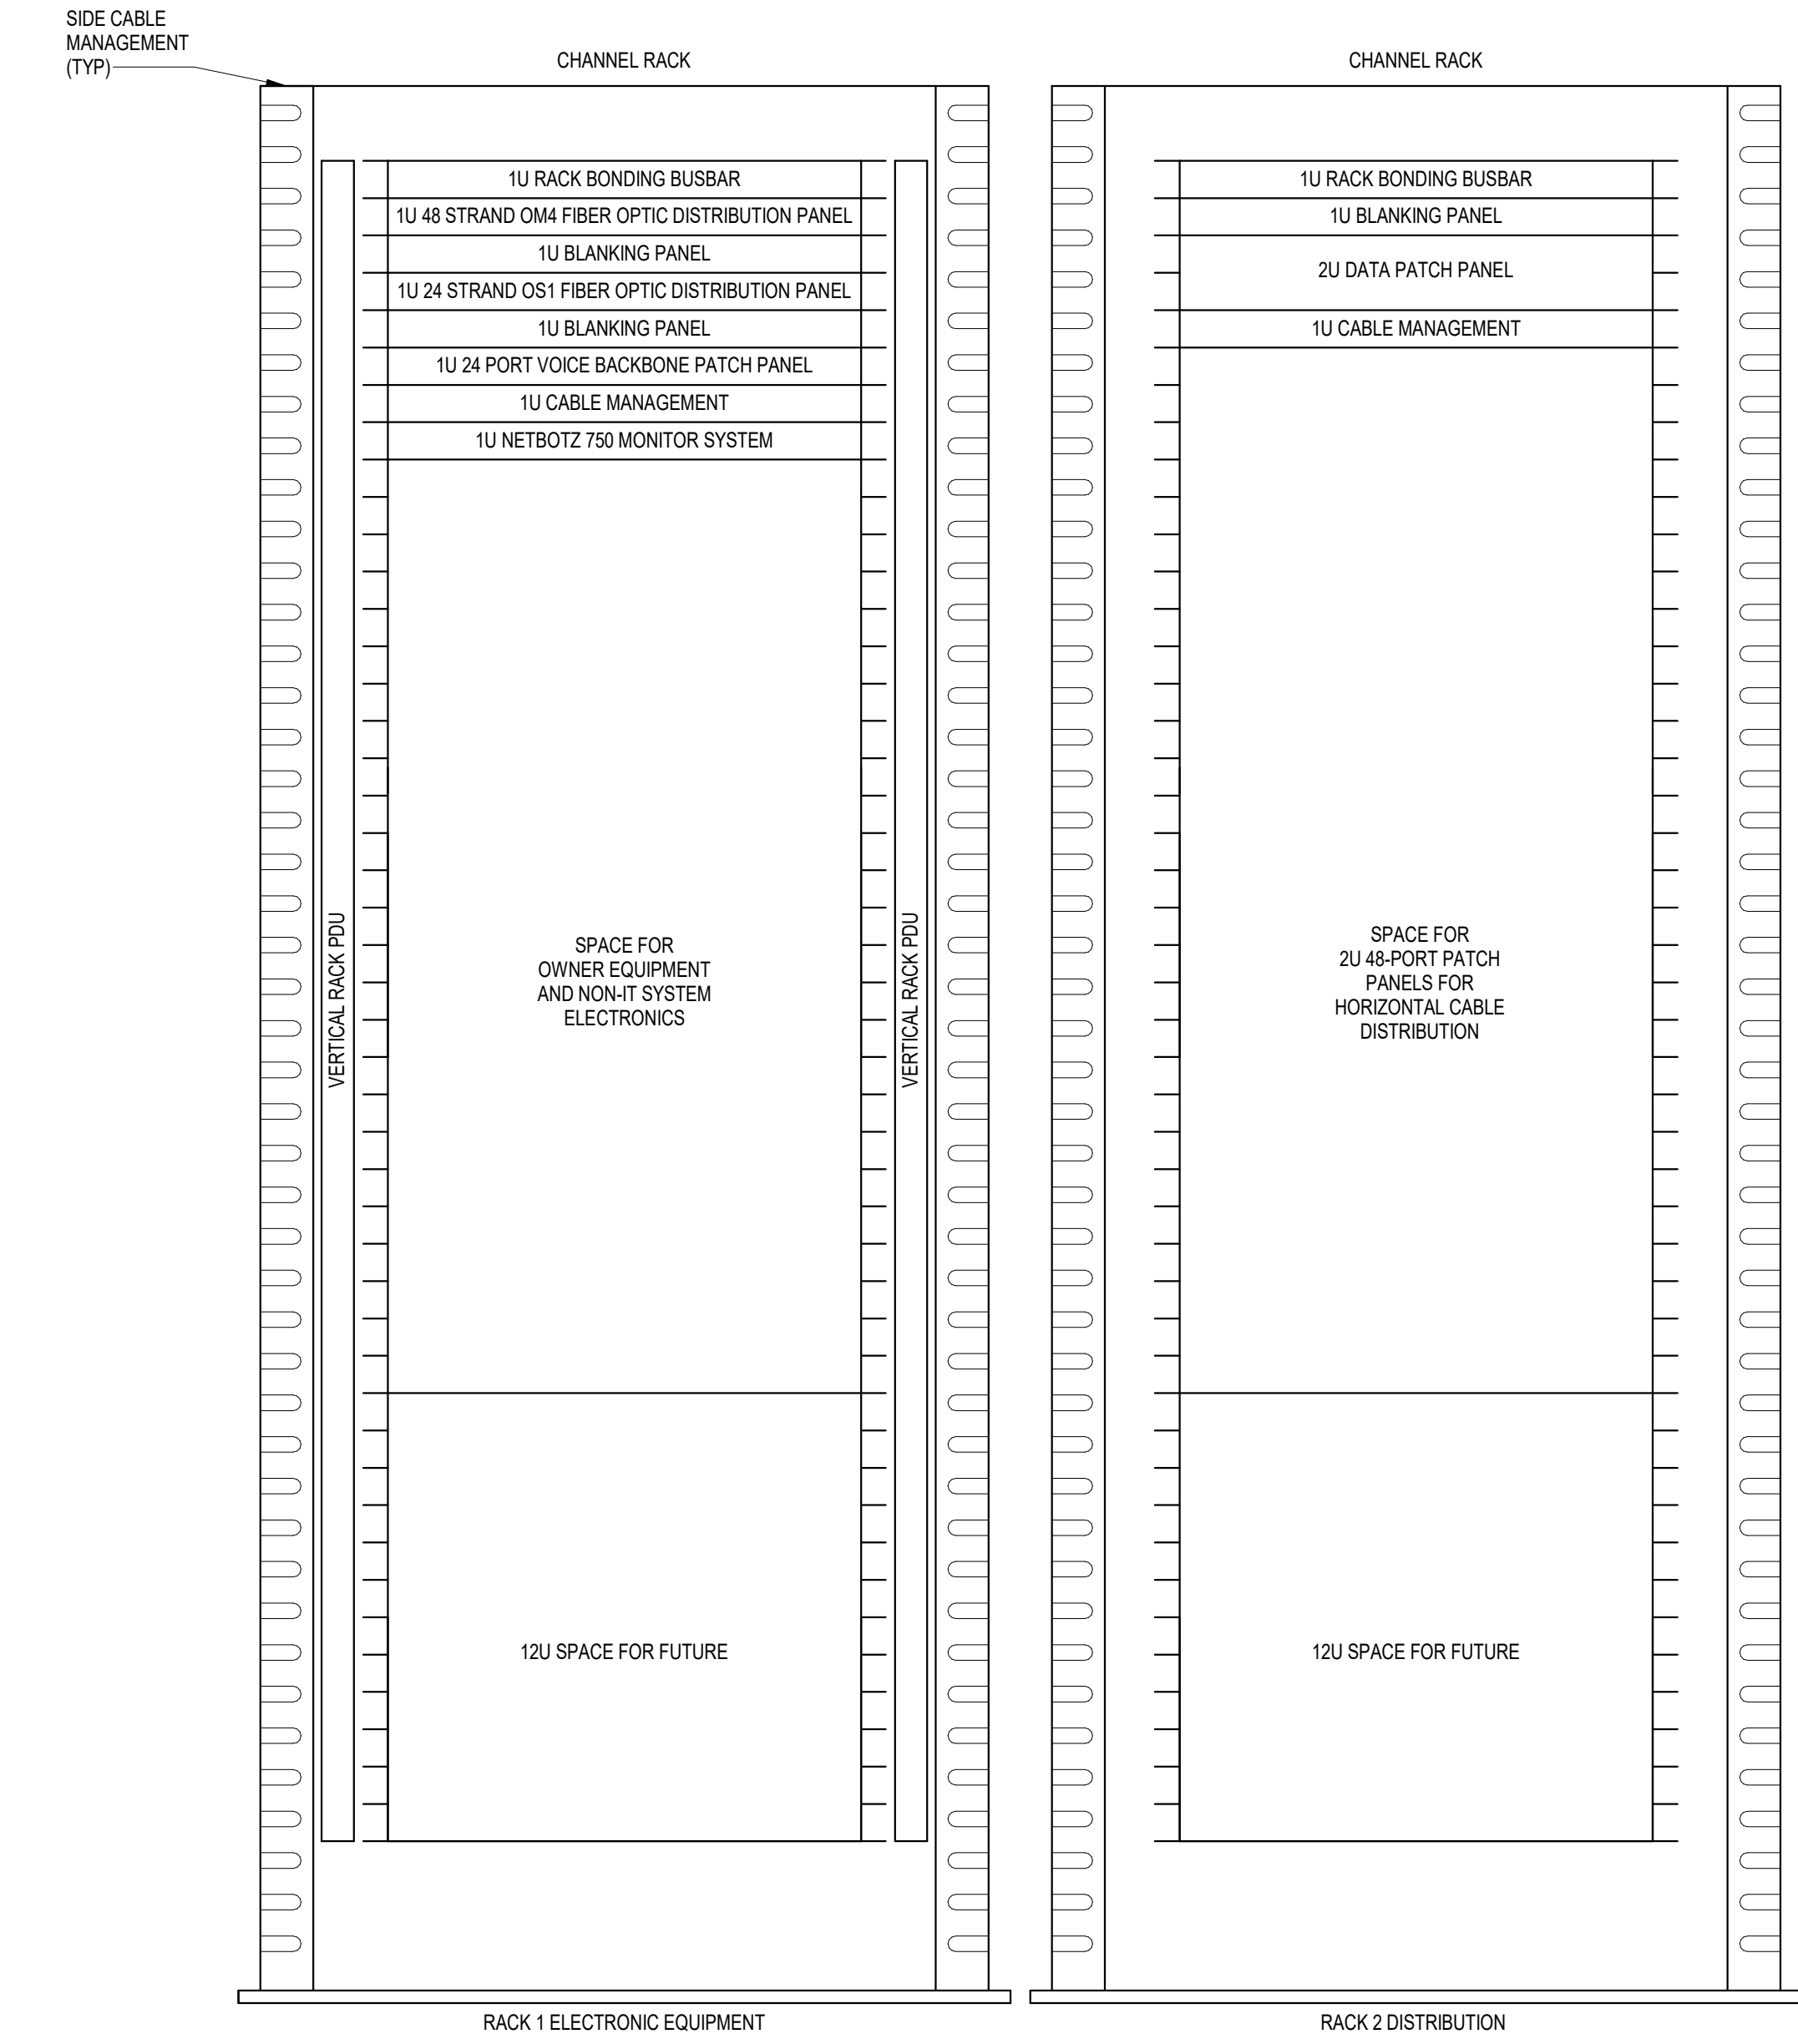 SIDE CABLE
MANAGEMENT
(TYP)
CHANNEL RACK
1U RACK BONDING BUSBAR
1U 48 STRAND OM4 FIBER OPTIC DISTRIBUTION PANEL
1U BLANKING PANEL
1U 24 STRAND OS1 FIBER OPTIC DISTRIBUTION PANEL
1U BLANKING PANEL
1U 24 PORT VOICE BACKBONE PATCH PANEL
1U CABLE MANAGEMENT
1U NETBOTZ 750 MONITOR SYSTEM
VERTICAL RACK PDU
SPACE FOR
OWNER EQUIPMENT
AND NON-IT SYSTEM
ELECTRONICS
VERTICAL RACK PDU
12U SPACE FOR FUTURE
RACK 1 ELECTRONIC EQUIPMENT
CHANNEL RACK
1U RACK BONDING BUSBAR
1U BLANKING PANEL
2U DATA PATCH PANEL
1U CABLE MANAGEMENT
SPACE FOR
2U 48-PORT PATCH
PANELS FOR
HORIZONTAL CABLE
DISTRIBUTION
12U SPACE FOR FUTURE
RACK 2 DISTRIBUTION